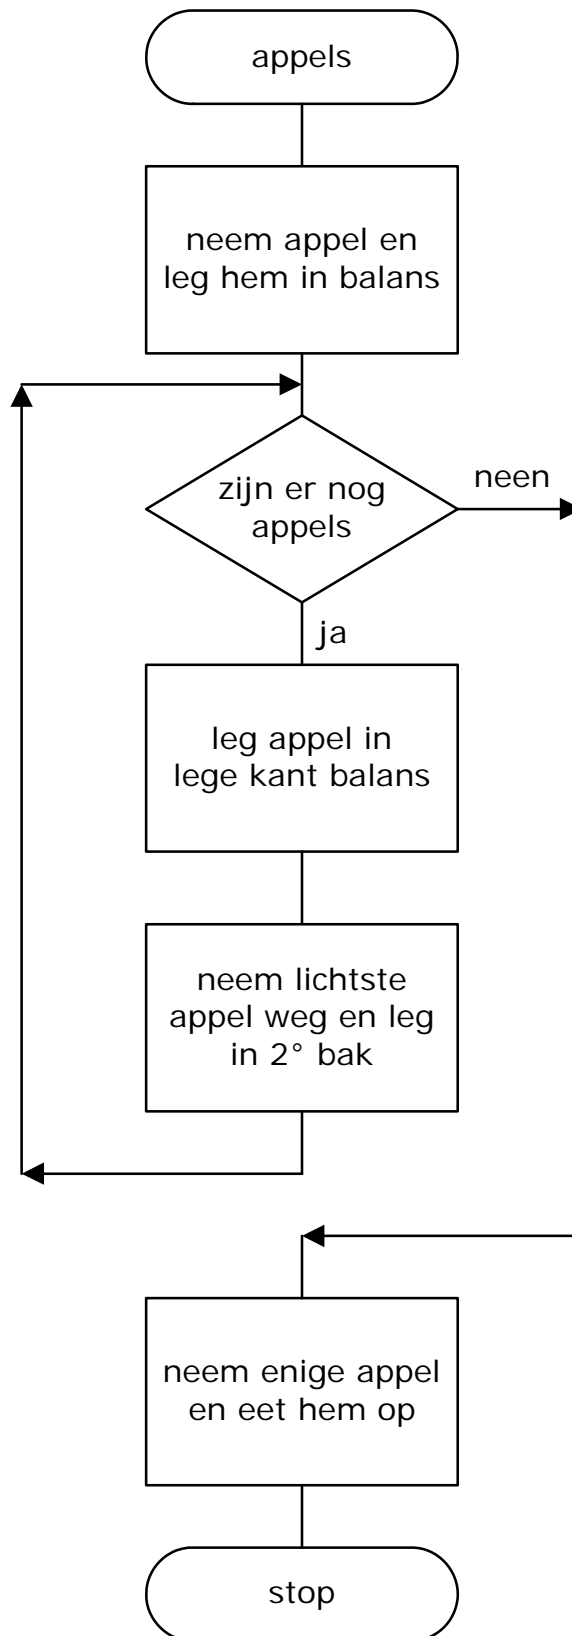 appels
neem appel en
leg hem in balans
zijn er nog
appels
neen
ja
leg appel in
lege kant balans
neem lichtste
appel weg en leg
in 2° bak
neem enige appel
en eet hem op
stop